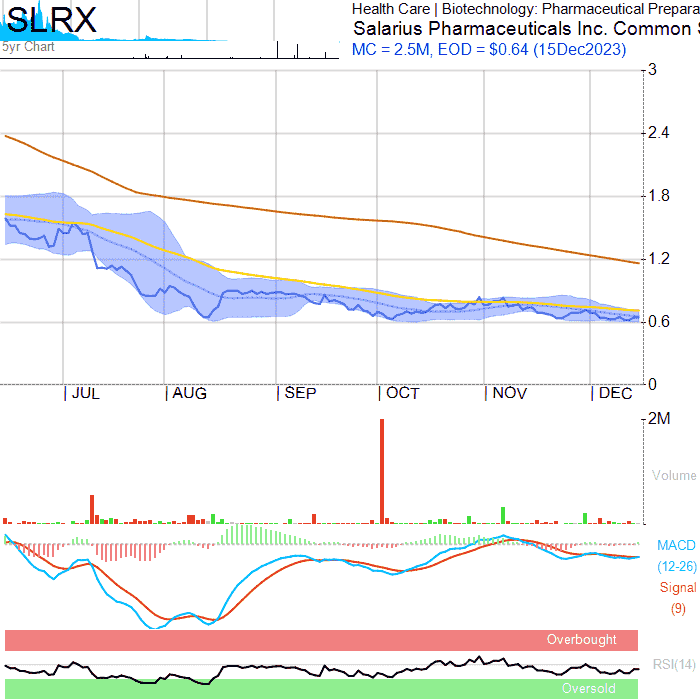 SLRX
5yr Chart
Health Care | Biotechnology: Pharmaceutical Prepara
Salarius Pharmaceuticals Inc. Common S
MC = 2.5M, EOD = $0.64 (15Dec2023)
3
2.4
1.8
1.2
0.6
0
JUL
AUG
SEP
OCT
NOV
DEC
2M
Volume
MACD
(12-26)
Signal
(9)
Overbought
RSI(14)
Oversold